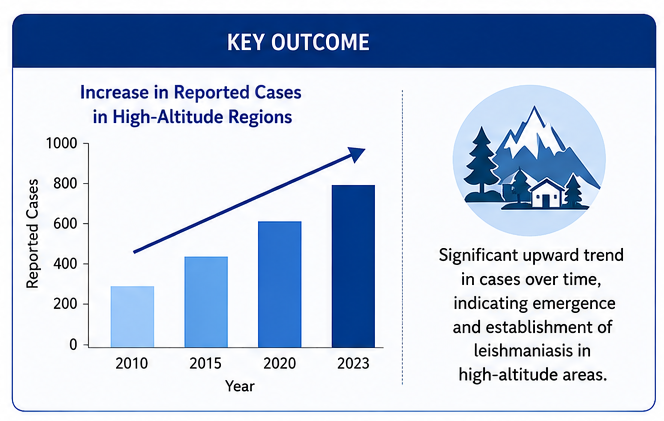 KEY OUTCOME
Increase in Reported Cases
in High-Altitude Regions
Reported Cases
1000
800
600
400
200
0
2010
2015
2020
2023
Year
Significant upward trend
in cases over time,
indicating emergence
and establishment of
leishmaniasis in
high-altitude areas.